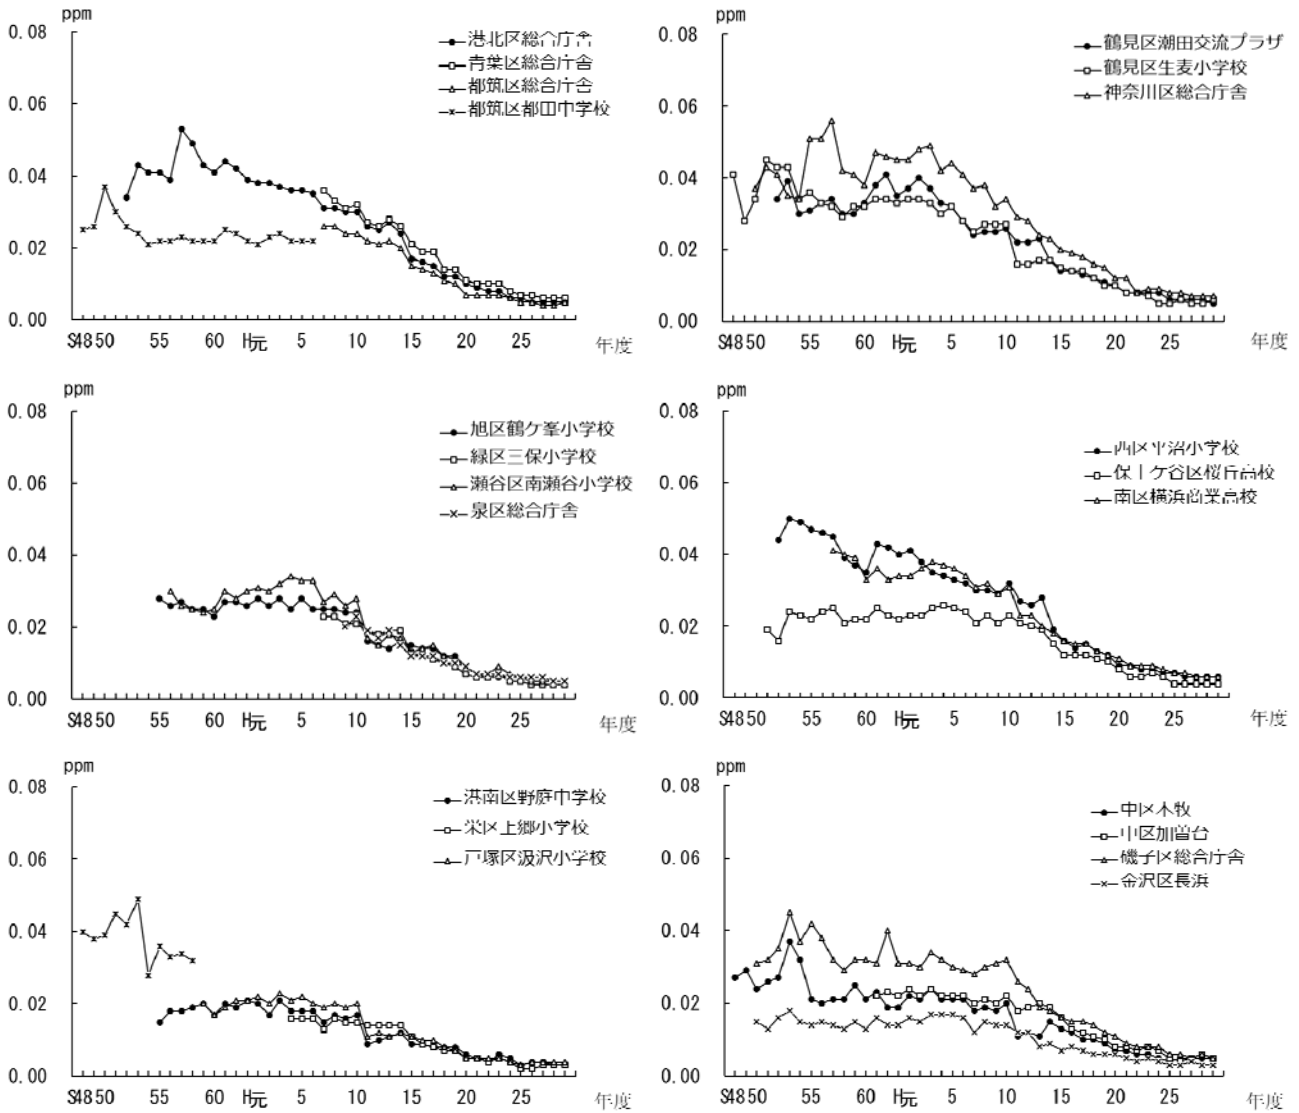 ppm
0.08
0.06
0.04
0.02
0.00
港北区総合庁舎
青葉区総合庁舎
都筑区総合庁舎
都筑区都田中学校
S48 50 55 60 H元 5 10 15 20 25 年度
ppm
0.08
0.06
0.04
0.02
0.00
鶴見区潮田交流プラザ
鶴見区生麦小学校
神奈川区総合庁舎
S48 50 55 60 H元 5 10 15 20 25 年度
ppm
0.08
0.06
0.04
0.02
0.00
旭区鶴ケ峯小学校
緑区三保小学校
瀬谷区南瀬谷小学校
泉区総合庁舎
S48 50 55 60 H元 5 10 15 20 25 年度
ppm
0.08
0.06
0.04
0.02
0.00
西区平沼小学校
保土ケ谷区桜丘高校
南区横浜商業高校
S48 50 55 60 H元 5 10 15 20 25 年度
ppm
0.08
0.06
0.04
0.02
0.00
港南区野庭中学校
栄区上郷小学校
戸塚区汲沢小学校
S48 50 55 60 H元 5 10 15 20 25 年度
ppm
0.08
0.06
0.04
0.02
0.00
中区本牧
中区加曽台
磯子区総合庁舎
金沢区長浜
S48 50 55 60 H元 5 10 15 20 25 年度